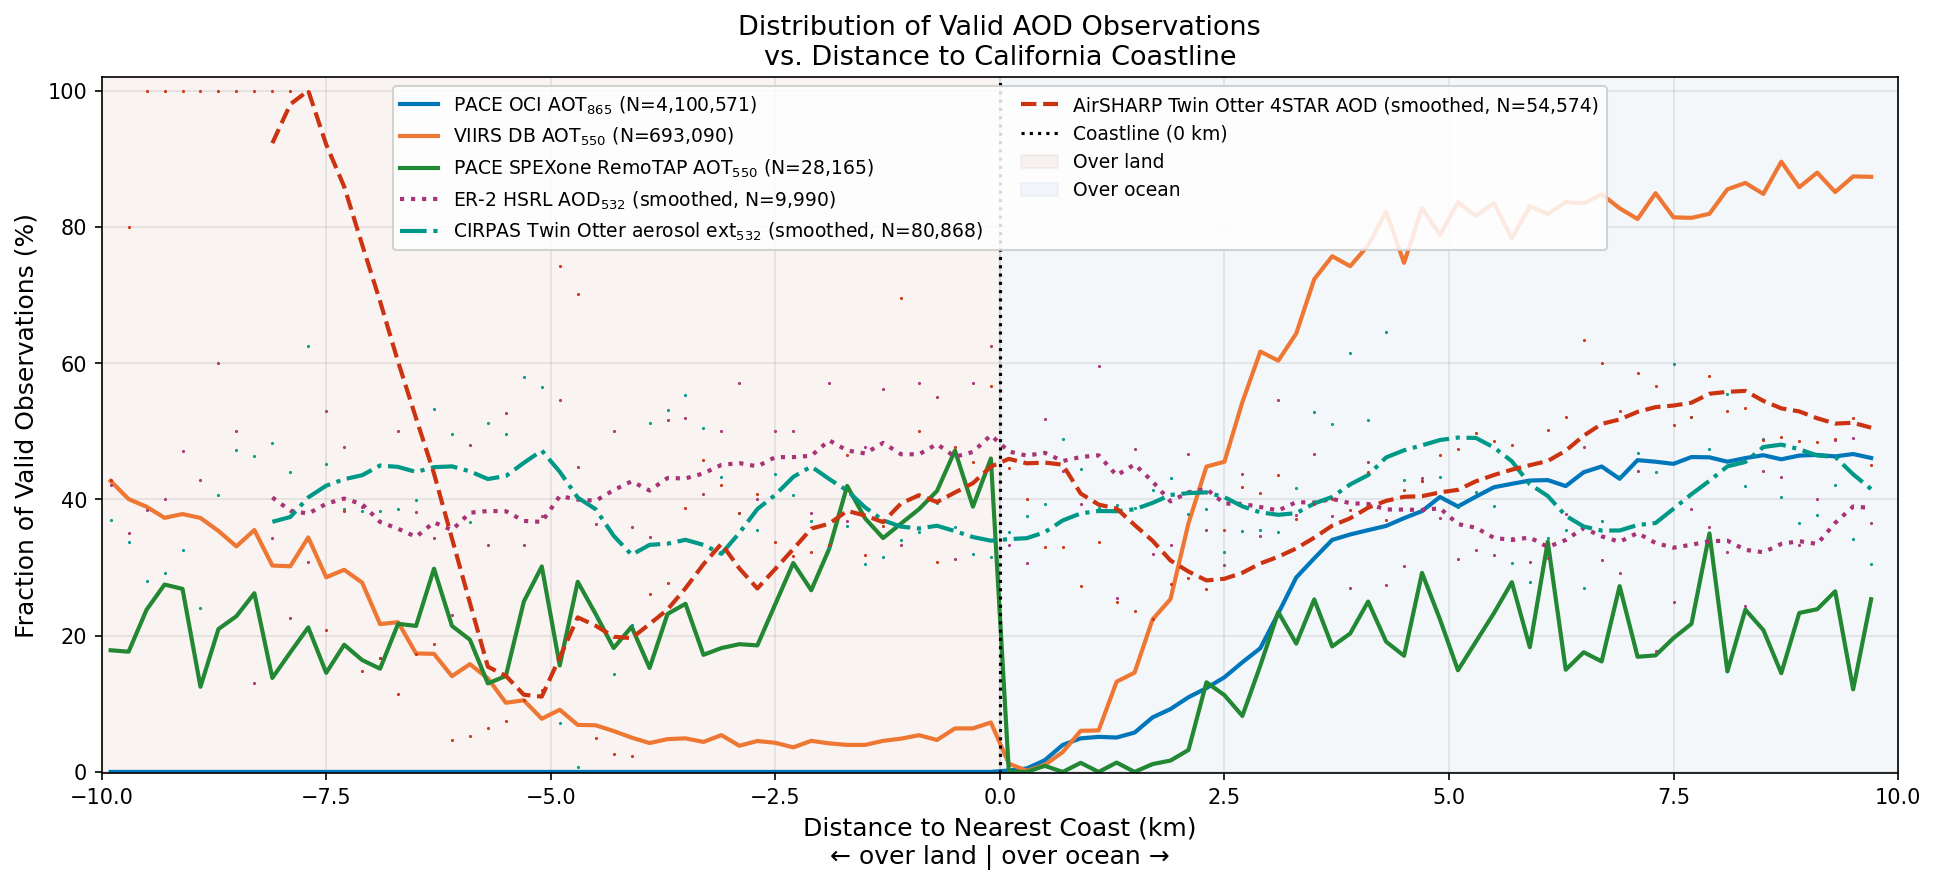 Distribution of Valid AOD Observations
vs. Distance to California Coastline
Fraction of Valid Observations (%)
100
80
60
40
20
0
PACE OCI AOT₈₆₅ (N=4,100,571)
VIIRS DB AOT₅₅₀ (N=693,090)
PACE SPEXone RemoTAP AOT₅₅₀ (N=28,165)
ER-2 HSRL AOD₅₃₂ (smoothed, N=9,990)
CIRPAS Twin Otter aerosol ext₅₃₂ (smoothed, N=80,868)
AirSHARP Twin Otter 4STAR AOD (smoothed, N=54,574)
Coastline (0 km)
Over land
Over ocean
−10.0 −7.5 −5.0 −2.5 0.0 2.5 5.0 7.5 10.0
Distance to Nearest Coast (km)
← over land | over ocean →